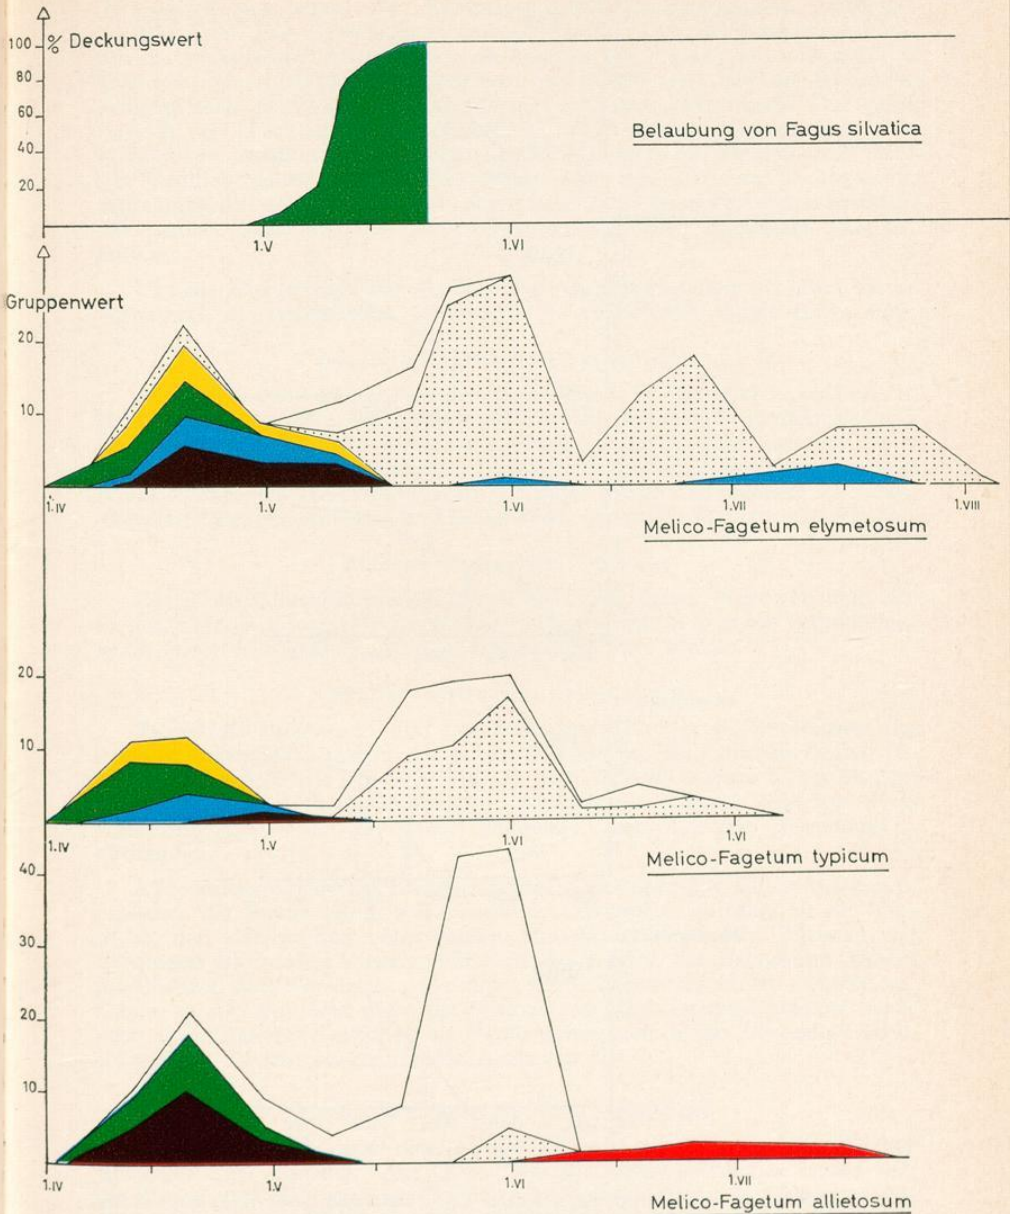 % Deckungswert
100
80
60
40
20
Belaubung von Fagus silvatica
1.V
1.VI
Gruppenwert
20
10
1.IV
1.V
1.VI
1.VII
1.VIII
Melico-Fagetum elymetosum
20
10
1.IV
1.V
1.VI
1.VI
Melico-Fagetum typicum
40
30
20
10
1.IV
1.V
1.VI
1.VII
Melico-Fagetum allietosum